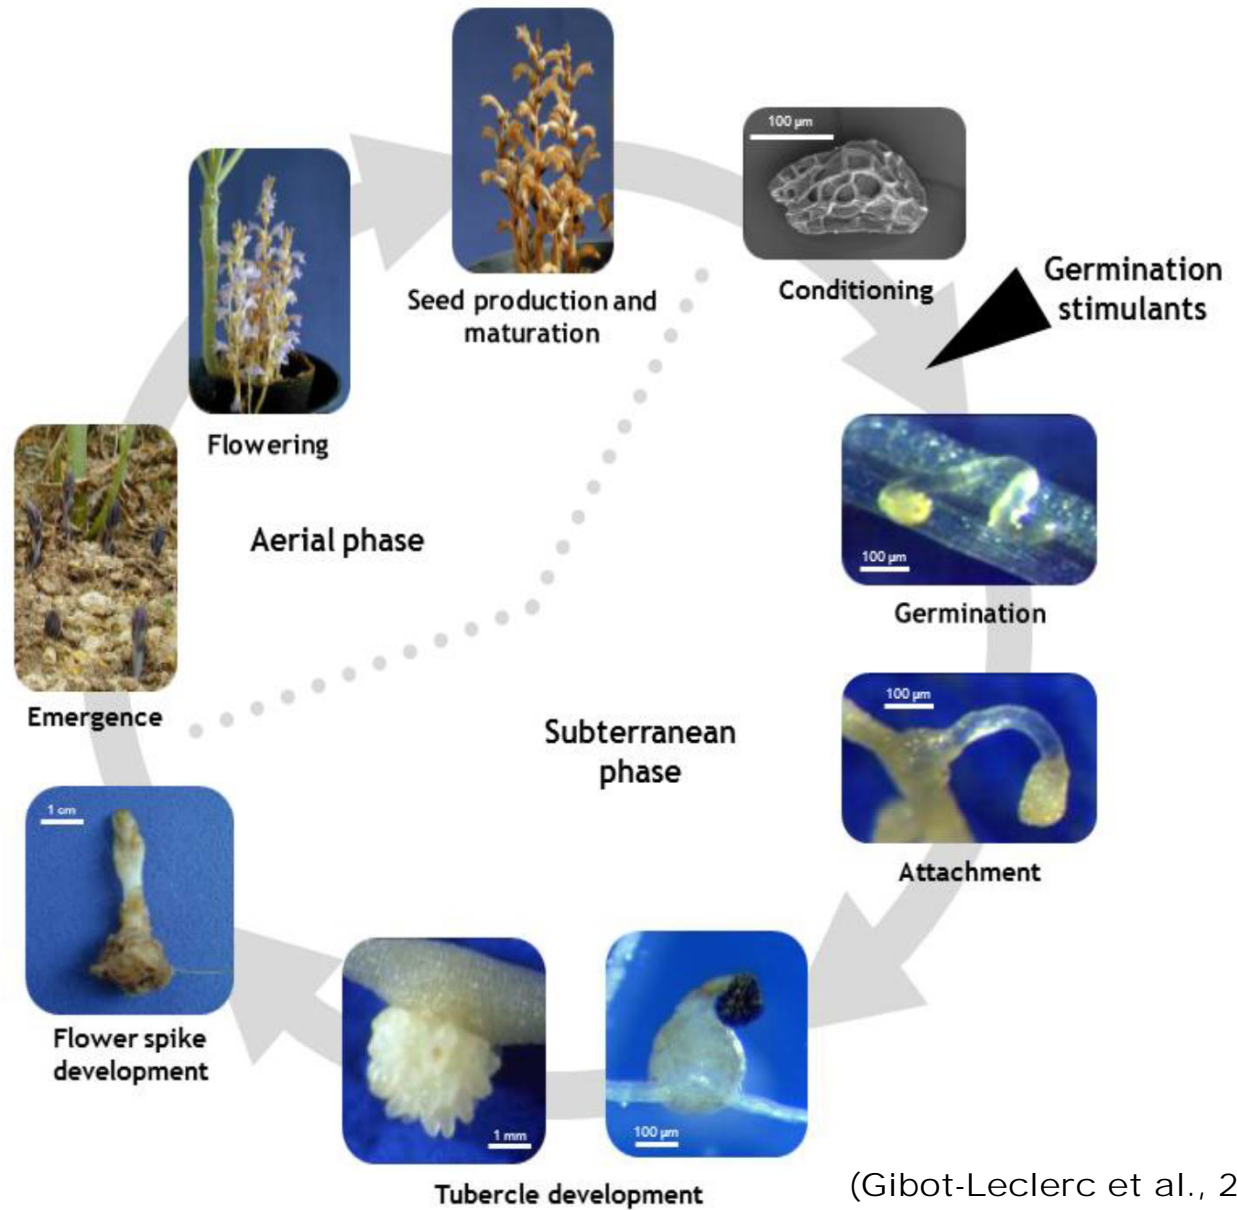 100 µm
Germination
stimulants
Conditioning
Seed production and
maturation
Flowering
100 µm
Germination
Aerial phase
Emergence
Subterranean
phase
100 µm
Attachment
1 cm
Flower spike
development
1 mm
100 µm
Tubercle development
(Gibot-Leclerc et al., 2